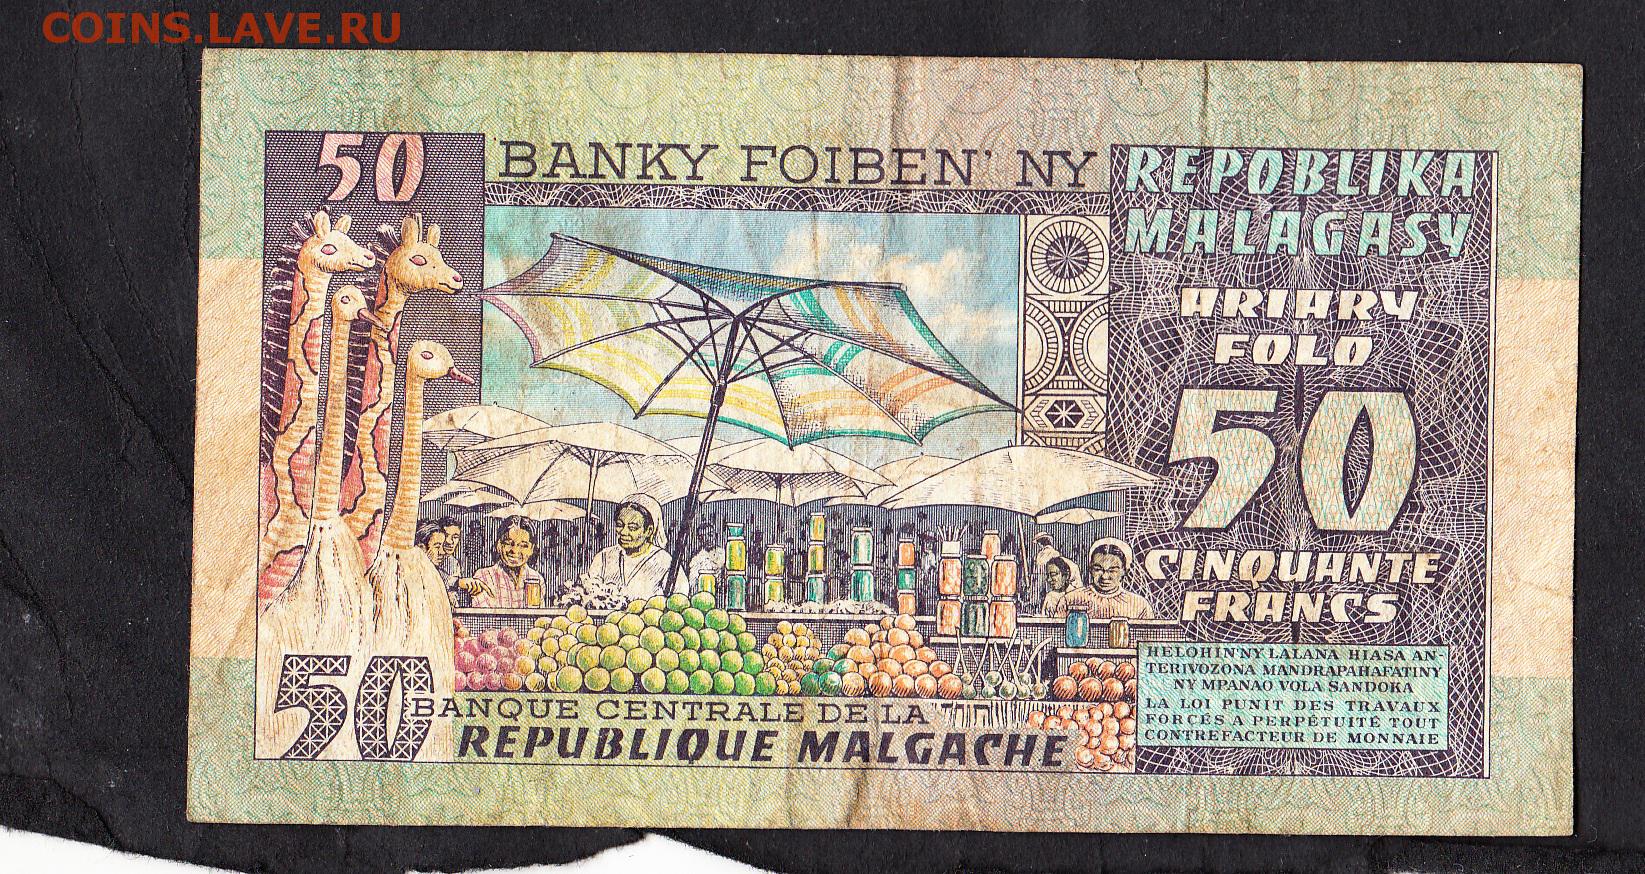 COINS.LAVE.RU
50
BANKY FOIBEN' NY
REPOBLIKA
MALAGASY
ARIARY
FOLO
50
CINQUANTE
FRANCS
HELOHIN'NY LALANA HIASA AN-
TERIVOZONA MANDRAPAHAFATINY
NY MPANAO VOLA SANDOKA
LA LOI PUNIT DES TRAVAUX
FORCÉS A PERPÉTUITÉ TOUT
CONTREFACTEUR DE MONNAIE
50
BANQUE CENTRALE DE LA
REPUBLIQUE MALGACHE